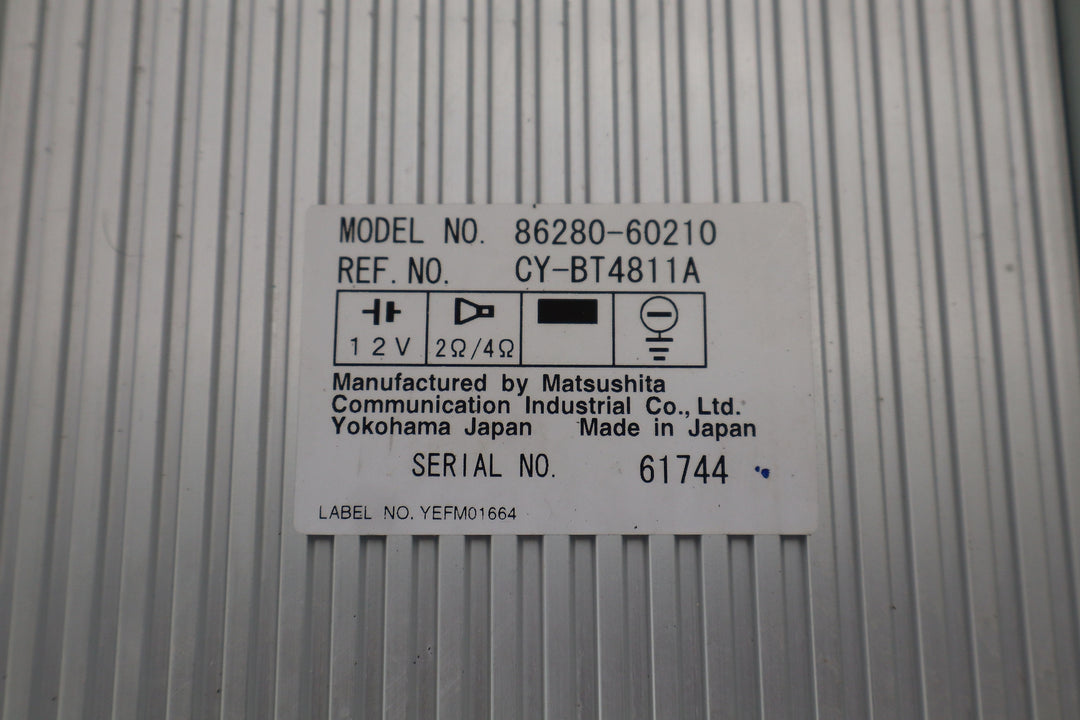 MODEL NO. 86280-60210
REF. NO. CY-BT4811A
12V 2Ω/4Ω
Manufactured by Matsushita
Communication Industrial Co., Ltd.
Yokohama Japan Made in Japan
SERIAL NO. 61744
LABEL NO. YEFM01664